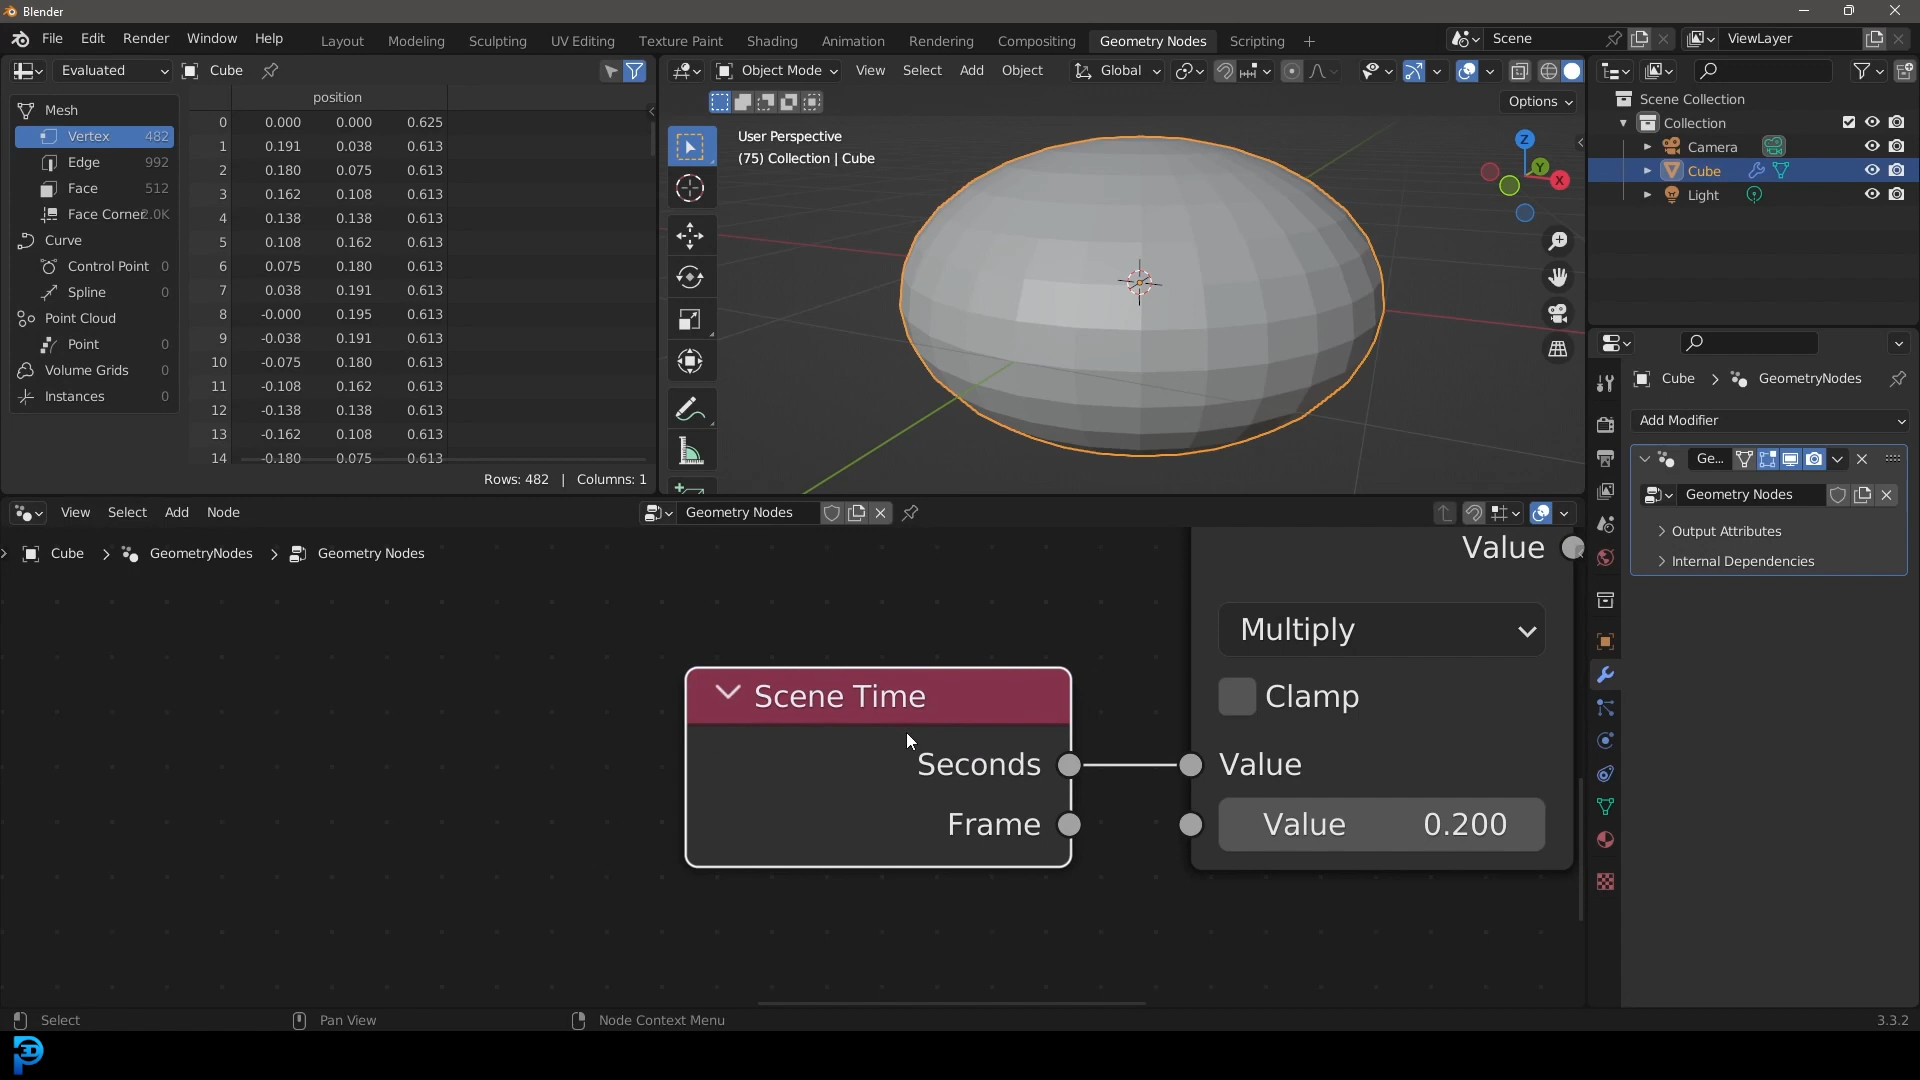 Blender
File Edit Render Window Help Layout Modeling Sculpting UV Editing Texture Paint Shading Animation Rendering Compositing Geometry Nodes Scripting + Scene ViewLayer
Evaluated Cube
Mesh
Vertex 482
Edge 992
Face 512
Face Corner 2.0K
Curve
Control Point 0
Spline 0
Point Cloud
Point 0
Volume Grids 0
Instances 0
position
0 0.000 0.000 0.625
1 0.191 0.038 0.613
2 0.180 0.075 0.613
3 0.162 0.108 0.613
4 0.138 0.138 0.613
5 0.108 0.162 0.613
6 0.075 0.180 0.613
7 0.038 0.191 0.613
8 -0.000 0.195 0.613
9 -0.038 0.191 0.613
10 -0.075 0.180 0.613
11 -0.108 0.162 0.613
12 -0.138 0.138 0.613
13 -0.162 0.108 0.613
14 -0.180 0.075 0.613
Rows: 482 | Columns: 1
Object Mode View Select Add Object Global
Options
User Perspective
(75) Collection | Cube
Z
Y
X
Scene Collection
Collection
Camera
Cube
Light
Cube > GeometryNodes
Add Modifier
Ge...
Geometry Nodes
Output Attributes
Internal Dependencies
View Select Add Node Geometry Nodes
Cube > GeometryNodes > Geometry Nodes
Scene Time
Seconds
Frame
Value
Multiply
Clamp
Value
Value 0.200
Select Pan View Node Context Menu 3.3.2